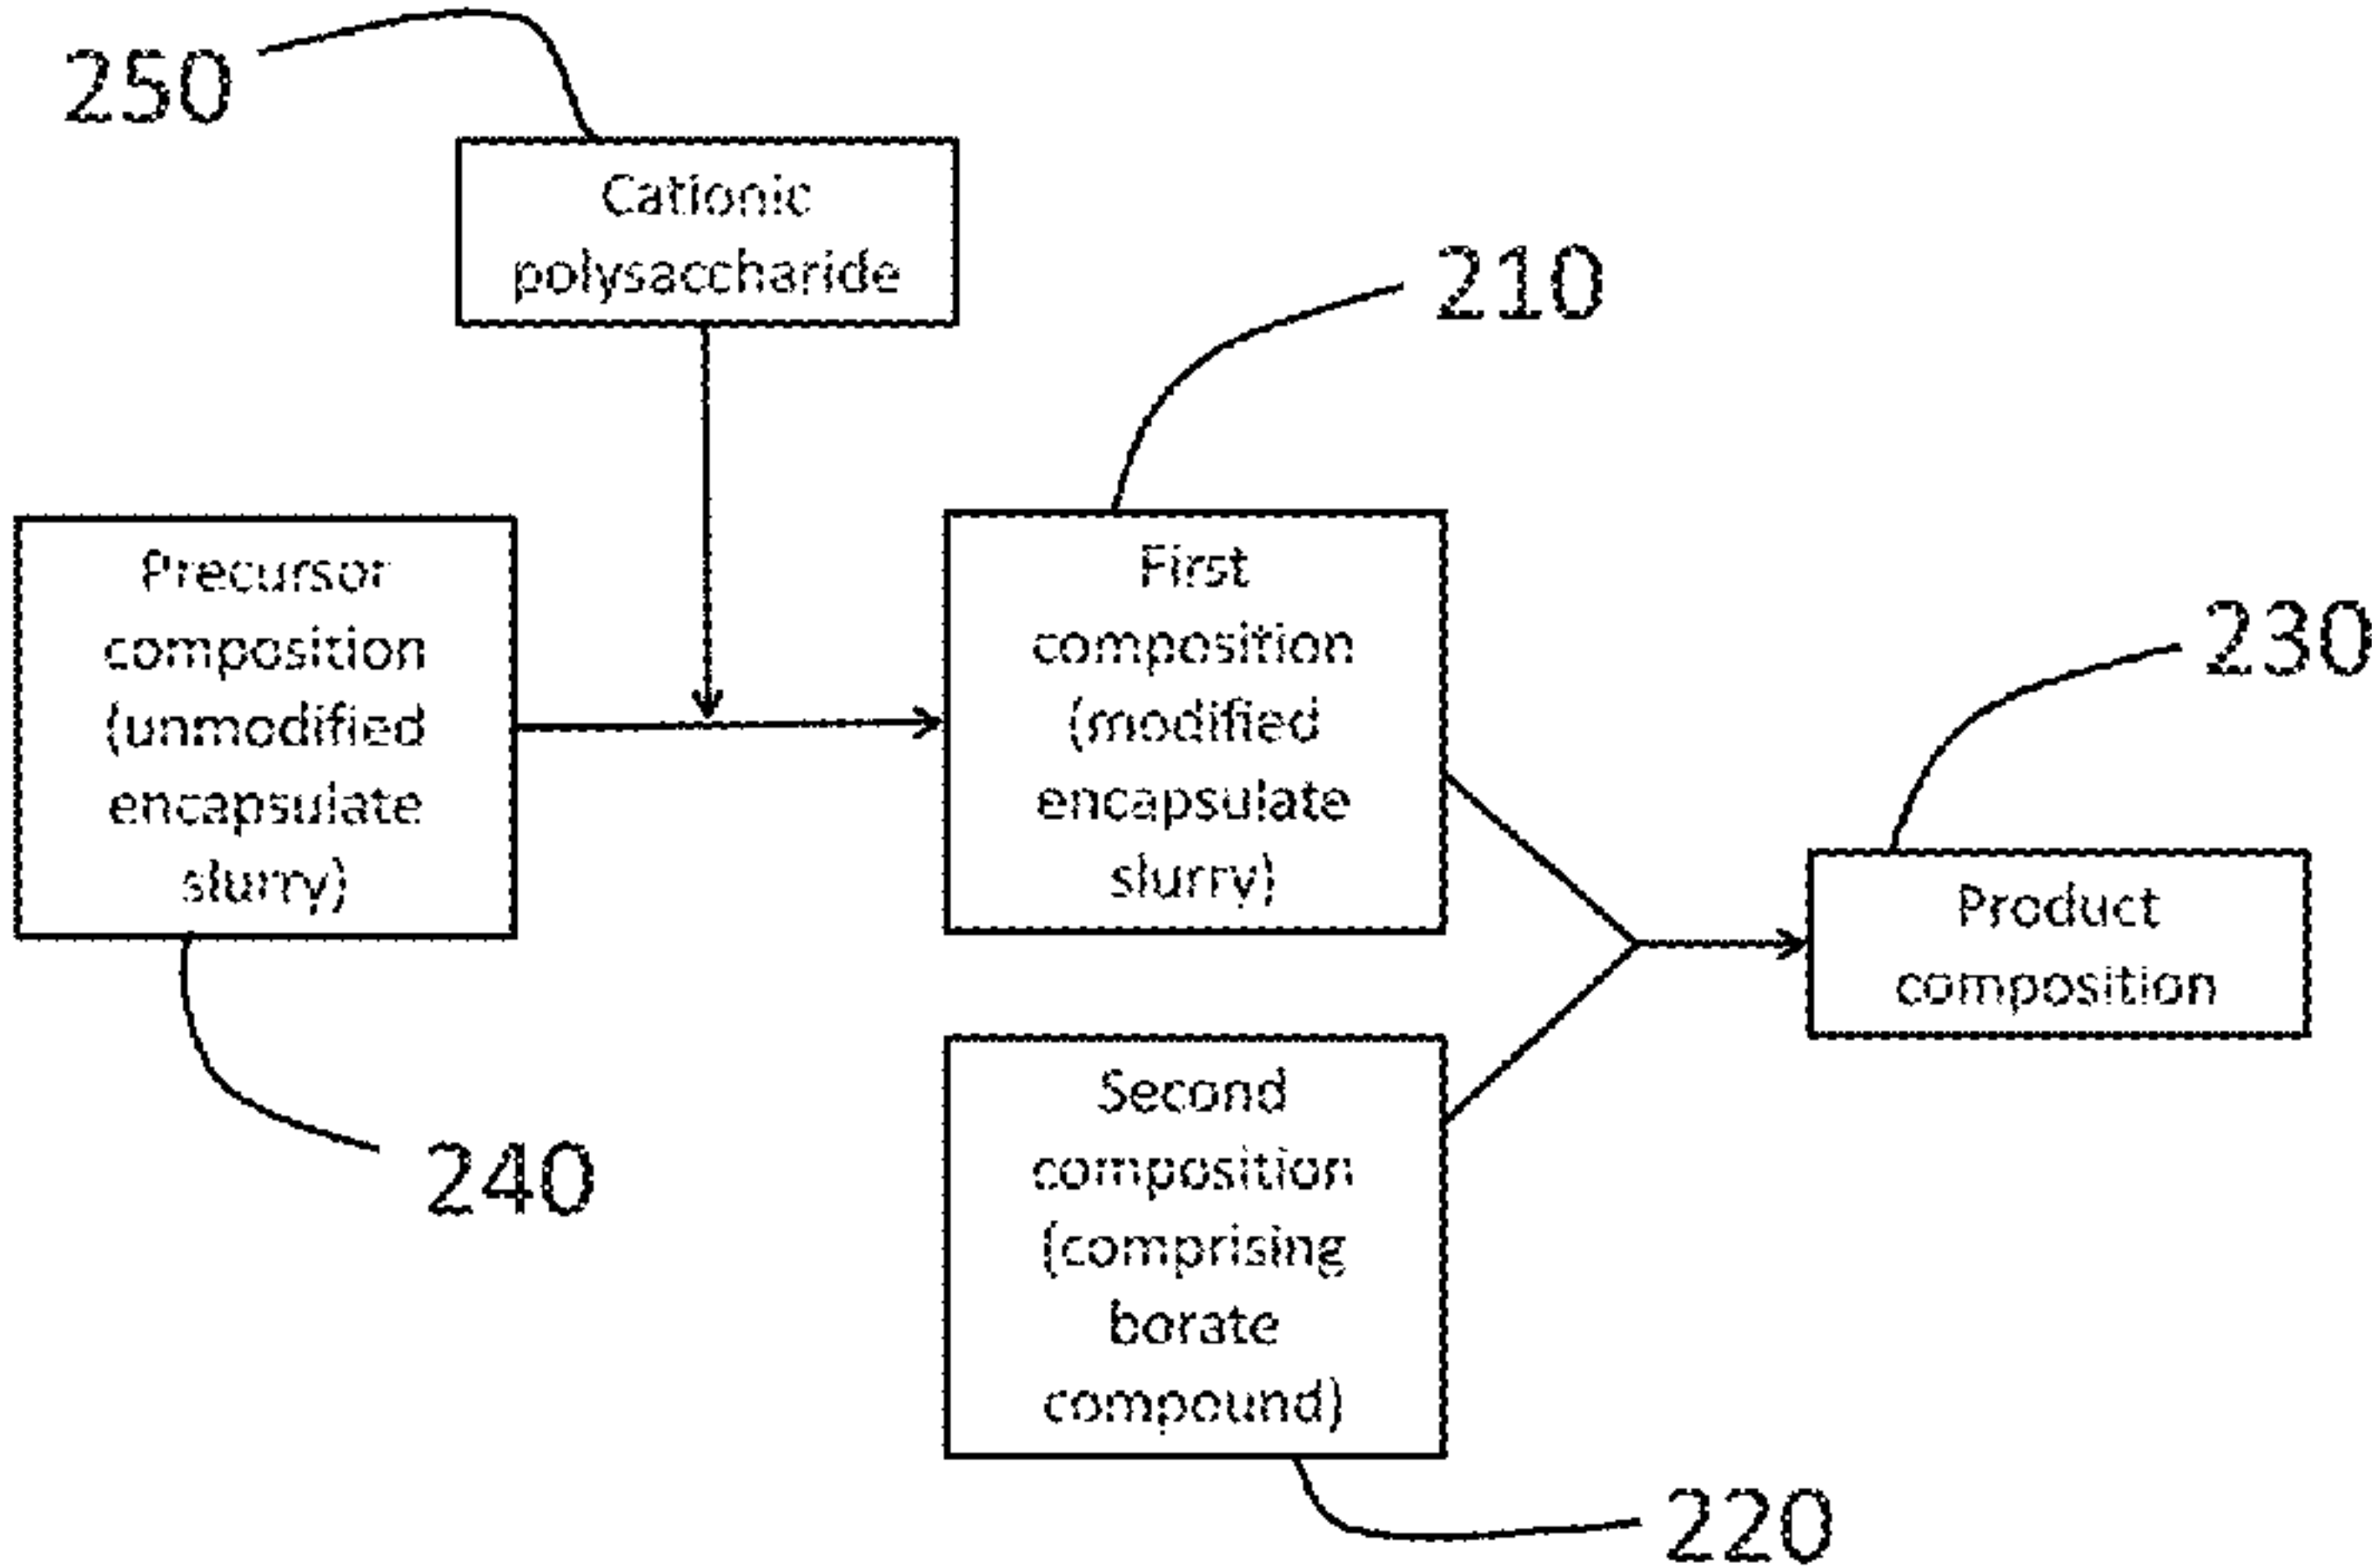 250
Cationic
polysaccharide
210
Precursor
composition
(unmodified
encapsulate
slurry)
240
First
composition
(modified
encapsulate
slurry)
230
Product
composition
Second
composition
(comprising
borate
compound)
220